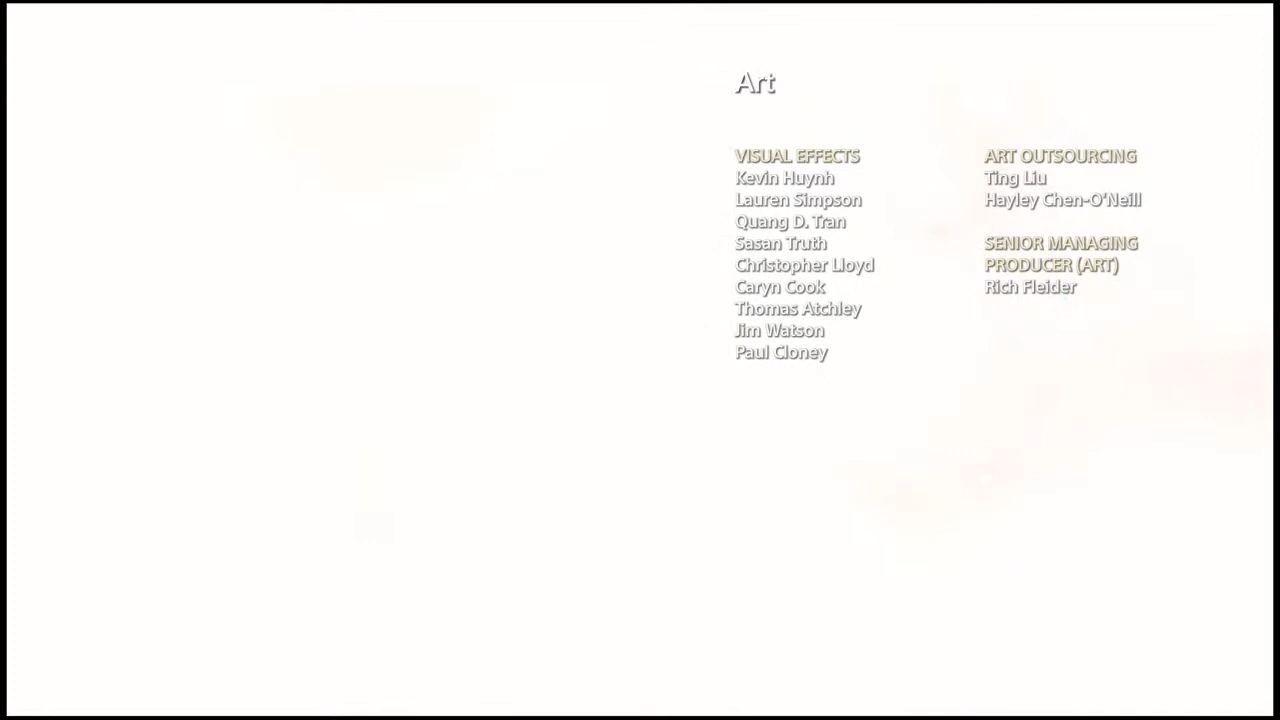 Art
VISUAL EFFECTS
Kevin Huynh
Lauren Simpson
Quang D. Tran
Sasan Truth
Christopher Lloyd
Caryn Cook
Thomas Atchley
Jim Watson
Paul Cloney
ART OUTSOURCING
Ting Liu
Hayley Chen-O'Neill
SENIOR MANAGING
PRODUCER (ART)
Rich Fleider